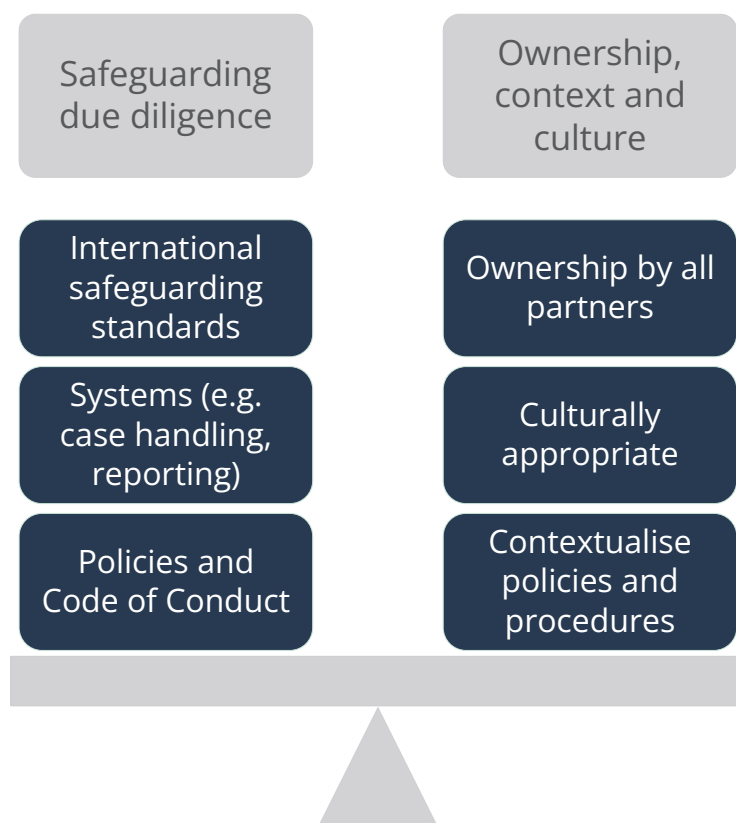 Safeguarding
due diligence
Ownership,
context and
culture
International
safeguarding
standards
Ownership by all
partners
Systems (e.g.
case handling,
reporting)
Culturally
appropriate
Policies and
Code of Conduct
Contextualise
policies and
procedures